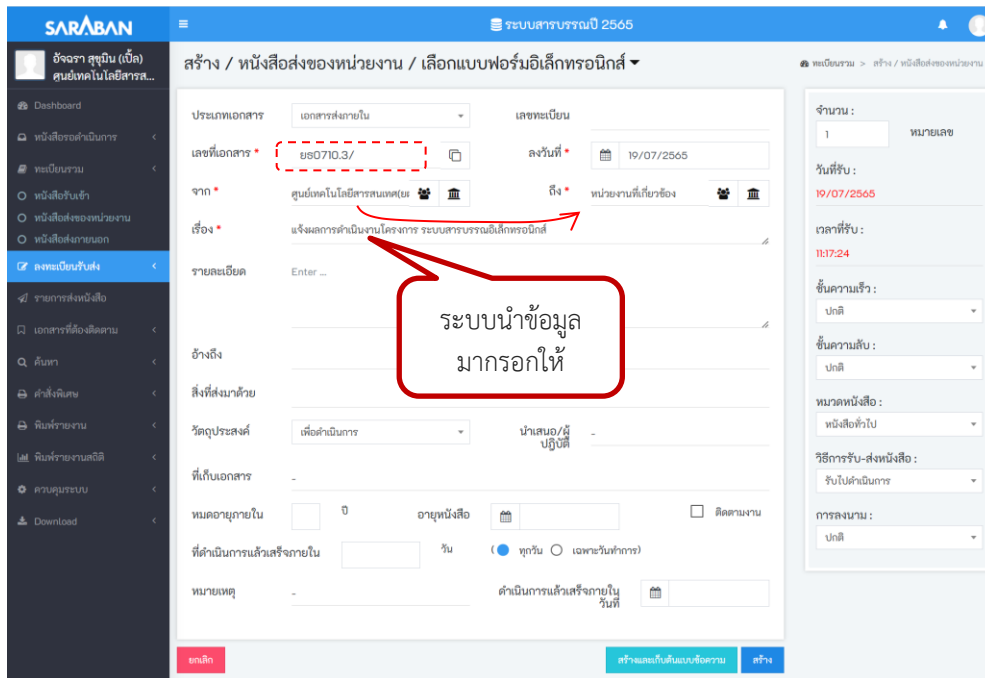 SARABAN
ระบบสารบรรณปี 2565
อัจฉรา สุขุมิน (เปิ้ล)
ศูนย์เทคโนโลยีสารส...
สร้าง / หนังสือส่งของหน่วยงาน / เลือกแบบฟอร์มอิเล็กทรอนิกส์
ทะเบียนรวม > สร้าง / หนังสือส่งของหน่วยงาน
Dashboard
หนังสือรอดำเนินการ
ทะเบียนรวม
หนังสือรับเข้า
หนังสือส่งของหน่วยงาน
หนังสือส่งภายนอก
ลงทะเบียนรับส่ง
รายการส่งหนังสือ
เอกสารที่ต้องติดตาม
ค้นหา
คำสั่งพิเศษ
พิมพ์รายงาน
พิมพ์รายงานสถิติ
ควบคุมระบบ
Download
ประเภทเอกสาร เอกสารส่งภายใน เลขทะเบียน
เลขที่เอกสาร * ยธ0710.3/ ลงวันที่ * 19/07/2565
จาก * ศูนย์เทคโนโลยีสารสนเทศ(ยธ ถึง * หน่วยงานที่เกี่ยวข้อง
เรื่อง * แจ้งผลการดำเนินงานโครงการ ระบบสารบรรณอิเล็กทรอนิกส์
รายละเอียด Enter ...
ระบบนำข้อมูล
มากรอกให้
อ้างถึง
สิ่งที่ส่งมาด้วย
วัตถุประสงค์ เพื่อดำเนินการ นำเสนอ/ผู้
ปฏิบัติ -
ที่เก็บเอกสาร -
หมดอายุภายใน ปี อายุหนังสือ ติดตามงาน
ที่ดำเนินการแล้วเสร็จภายใน วัน ( ทุกวัน เฉพาะวันทำการ)
หมายเหตุ - ดำเนินการแล้วเสร็จภายใน
วันที่
ยกเลิก สร้างและเก็บต้นแบบข้อความ สร้าง
จำนวน :
1 หมายเลข
วันที่รับ :
19/07/2565
เวลาที่รับ :
11:17:24
ชั้นความเร็ว :
ปกติ
ชั้นความลับ :
ปกติ
หมวดหนังสือ :
หนังสือทั่วไป
วิธีการรับ-ส่งหนังสือ :
รับไปดำเนินการ
การลงนาม :
ปกติ